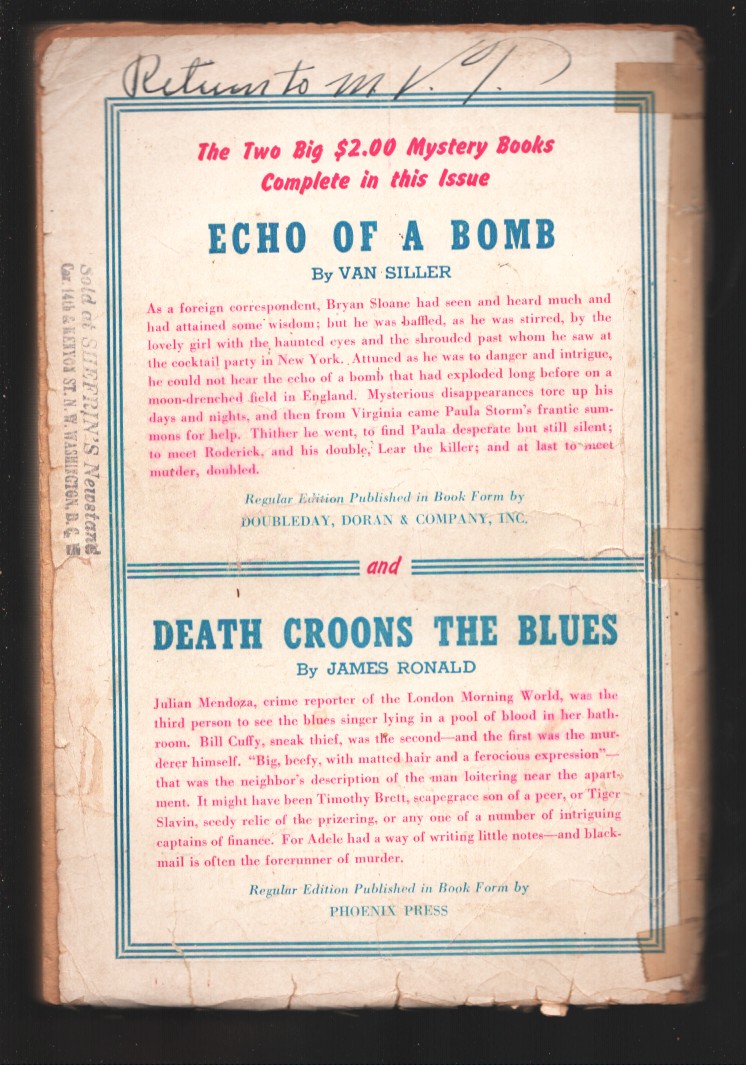 Return to M. V. P.
The Two Big $2.00 Mystery Books
Complete in this Issue
ECHO OF A BOMB
By VAN SILLER
As a foreign correspondent, Bryan Sloane had seen and heard much and
had attained some wisdom; but he was baffled, as he was stirred, by the
lovely girl with the haunted eyes and the shrouded past whom he saw at
the cocktail party in New York. Attuned as he was to danger and intrigue,
he could not hear the echo of a bomb that had exploded long before on a
moon-drenched field in England. Mysterious disappearances tore up his
days and nights, and then from Virginia came Paula Storm's frantic sum-
mons for help. Thither he went, to find Paula desperate but still silent;
to meet Roderick, and his double, Lear the killer; and at last to meet
murder, doubled.
Regular Edition Published in Book Form by
DOUBLEDAY, DORAN & COMPANY, INC.
and
DEATH CROONS THE BLUES
By JAMES RONALD
Julian Mendoza, crime reporter of the London Morning World, was the
third person to see the blues singer lying in a pool of blood in her bath-
room. Bill Cuffy, sneak thief, was the second—and the first was the mur-
derer himself. "Big, beefy, with matted hair and a ferocious expression"—
that was the neighbor's description of the man loitering near the apart-
ment. It might have been Timothy Brett, scapegrace son of a peer, or Tiger
Slavin, seedy relic of the prizering, or any one of a number of intriguing
captains of finance. For Adele had a way of writing little notes—and black-
mail is often the forerunner of murder.
Regular Edition Published in Book Form by
PHOENIX PRESS
Sold at SHEFRIN'S Newstand
Cor. 14th & KENYON ST. N. W. WASHINGTON, D. C.